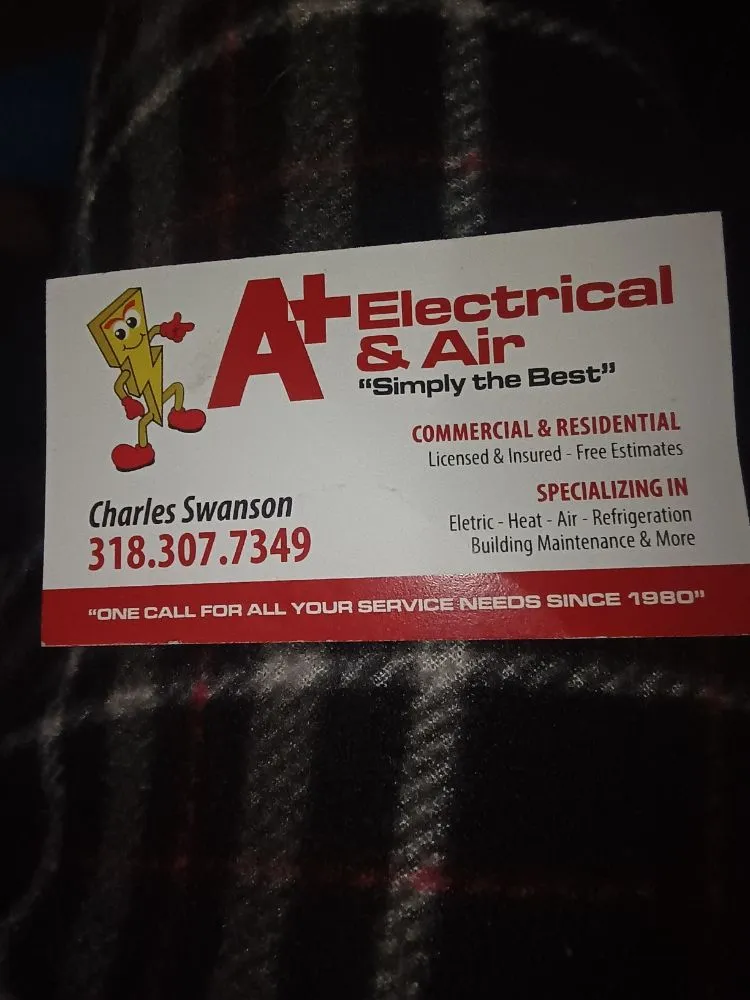 A+ Electrical
& Air
"Simply the Best"
COMMERCIAL & RESIDENTIAL
Licensed & Insured - Free Estimates
SPECIALIZING IN
Eletric - Heat - Air - Refrigeration
Building Maintenance & More
Charles Swanson
318.307.7349
"ONE CALL FOR ALL YOUR SERVICE NEEDS SINCE 1980"